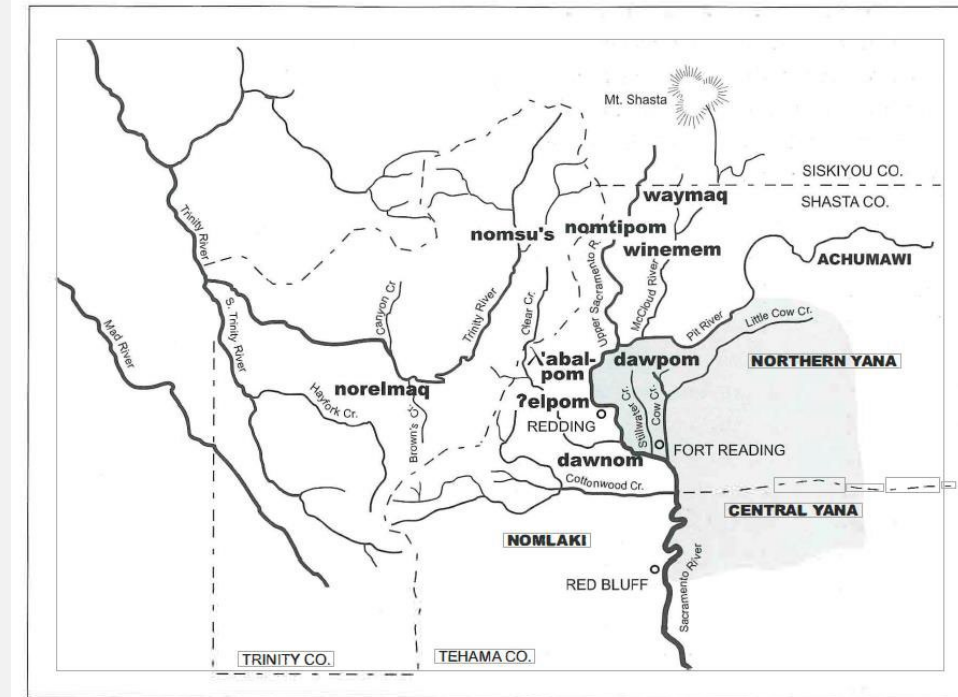 Mt. Shasta
SISKIYOU CO.
waymaq
SHASTA CO.
Trinity River
nomsu's
nomtipom
winemem
ACHUMAWI
Upper Sacramento R.
McCloud River
Pit River
Little Cow Cr.
Mad River
S. Trinity River
Canyon Cr
Trinity River
Clear Cr.
ƛ'abal-
pom
dawpom
NORTHERN YANA
norelmaq
Hayfork Cr.
Brown's Cr.
?elpom
REDDING
Stillwater Cr.
Cow Cr.
FORT READING
dawnom
Cottonwood Cr.
CENTRAL YANA
NOMLAKI
RED BLUFF
Sacramento River
TRINITY CO.
TEHAMA CO.